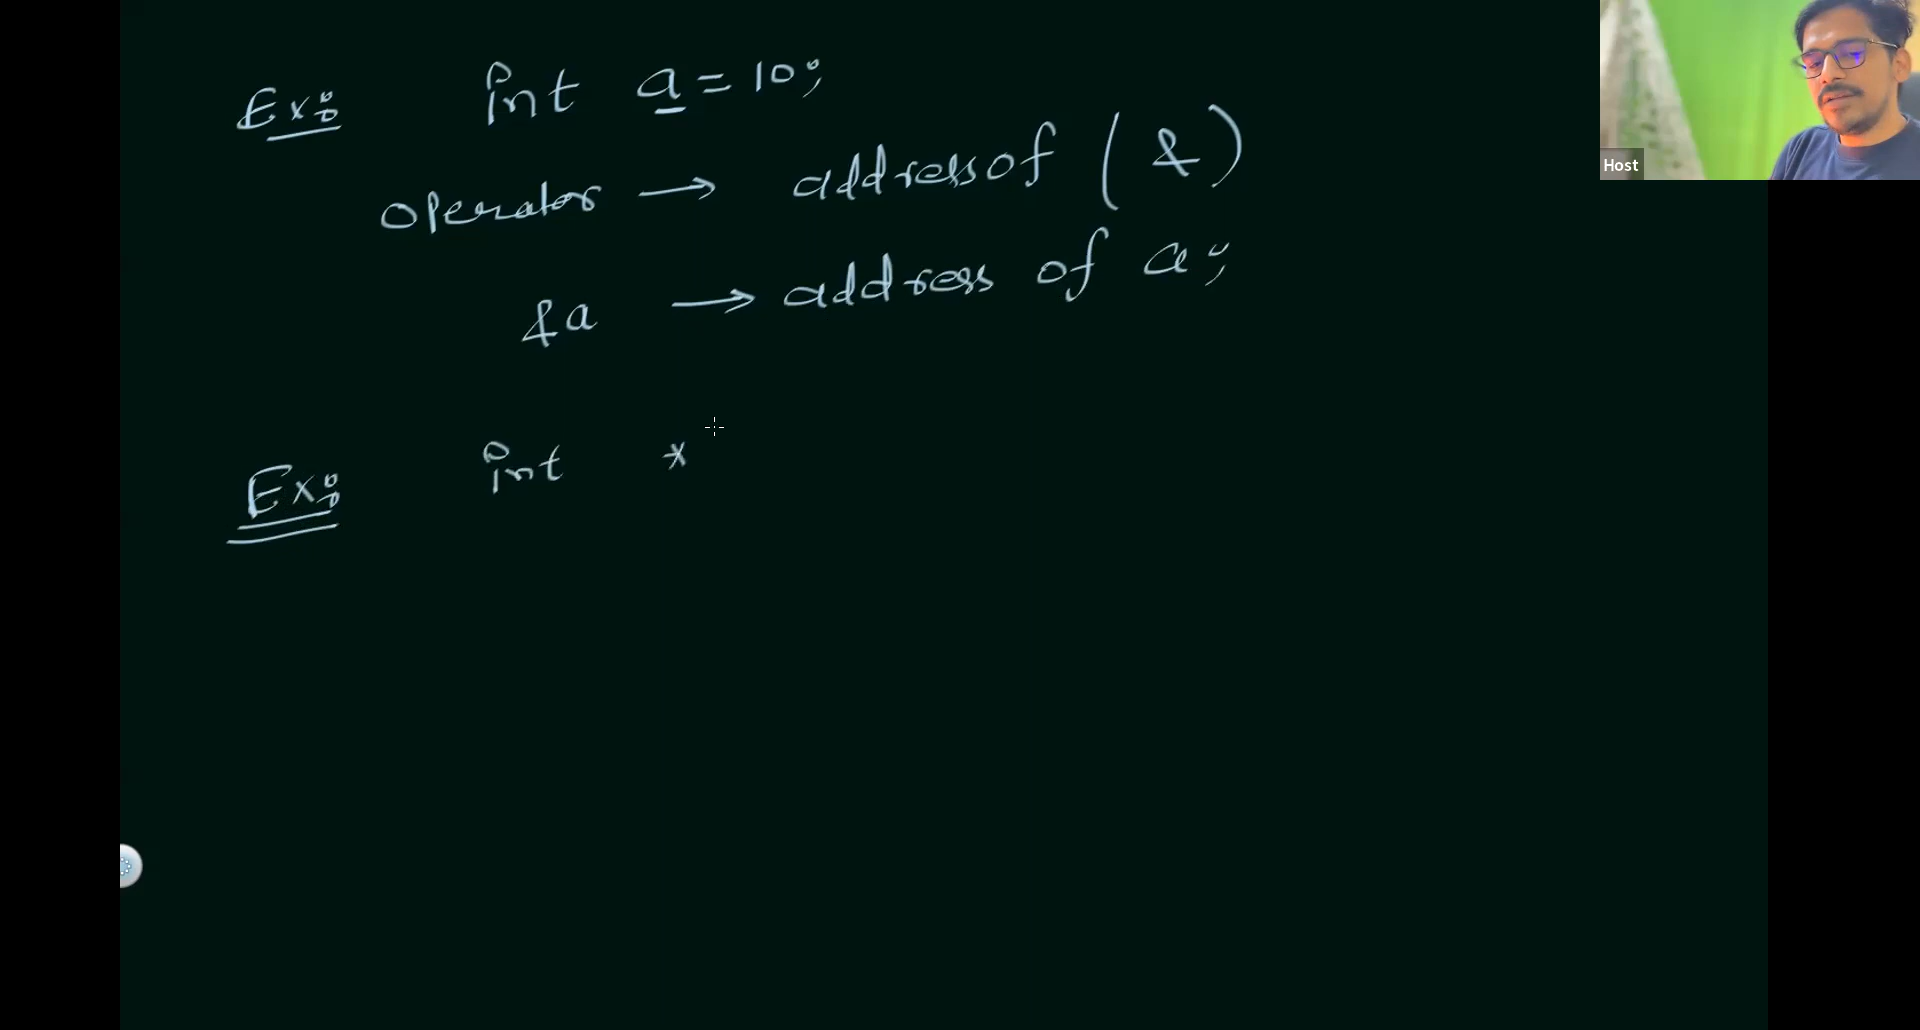 Ex: int a = 10;
operator → addressof (&)
&a → address of a;
Ex: int *
Host